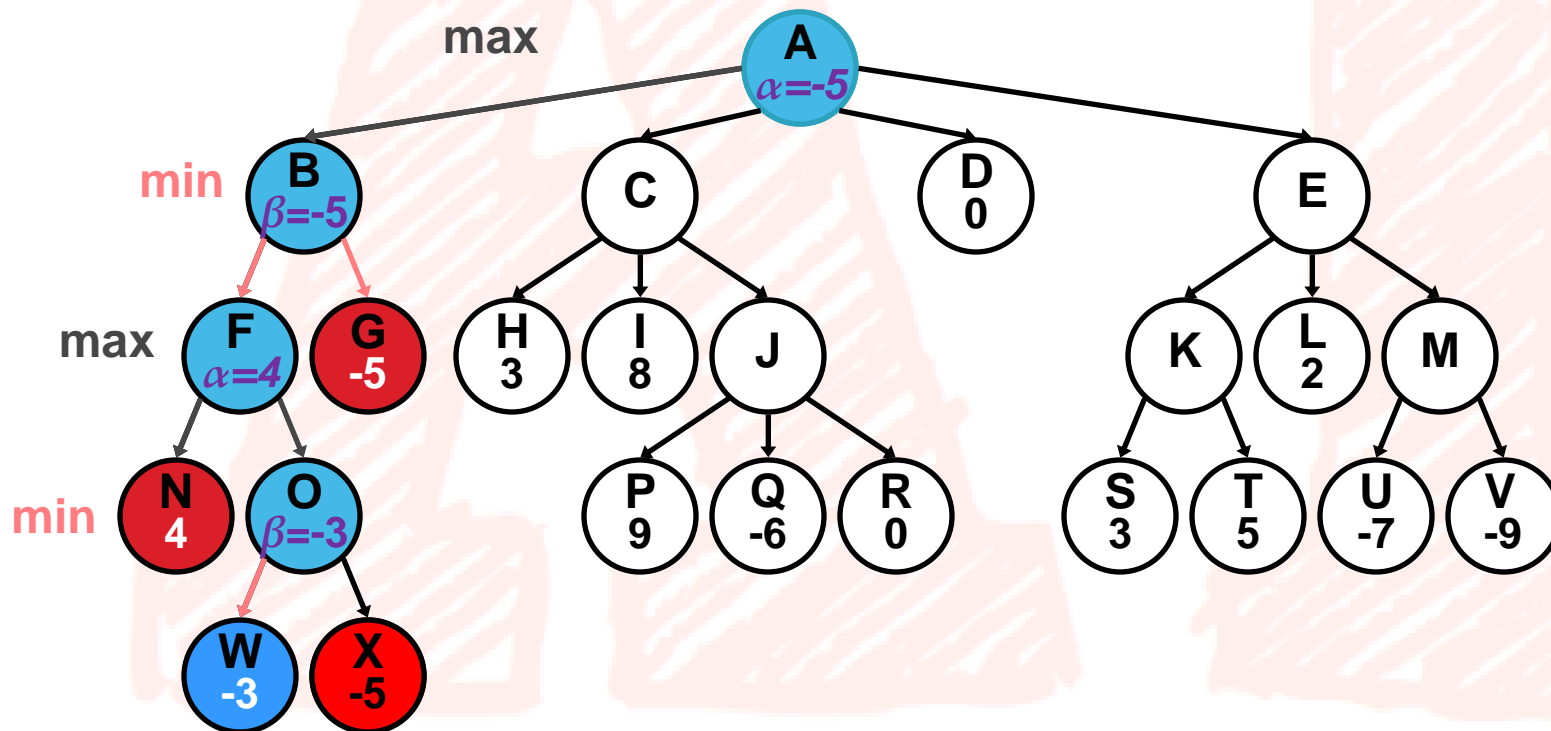 max
A
α=-5
min
B
β=-5
C
D
0
E
max
F
α=4
G
-5
H
3
I
8
J
K
L
2
M
min
N
4
O
β=-3
P
9
Q
-6
R
0
S
3
T
5
U
-7
V
-9
W
-3
X
-5